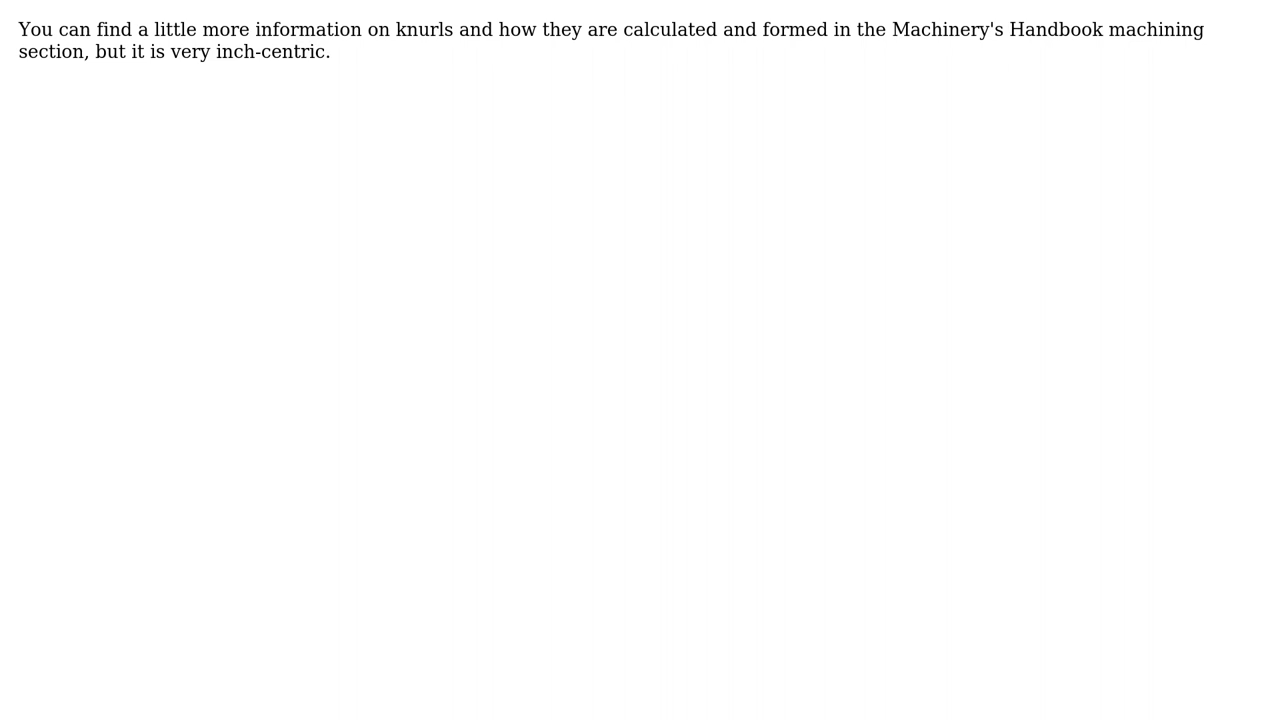 You can find a little more information on knurls and how they are calculated and formed in the Machinery's Handbook machining
section, but it is very inch-centric.